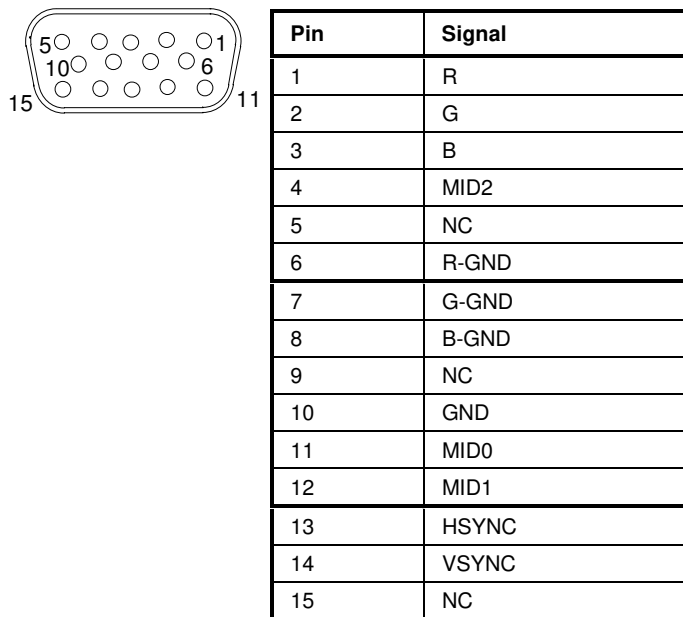 5 1
10 6
15 11
Pin Signal
1 R
2 G
3 B
4 MID2
5 NC
6 R-GND
7 G-GND
8 B-GND
9 NC
10 GND
11 MID0
12 MID1
13 HSYNC
14 VSYNC
15 NC